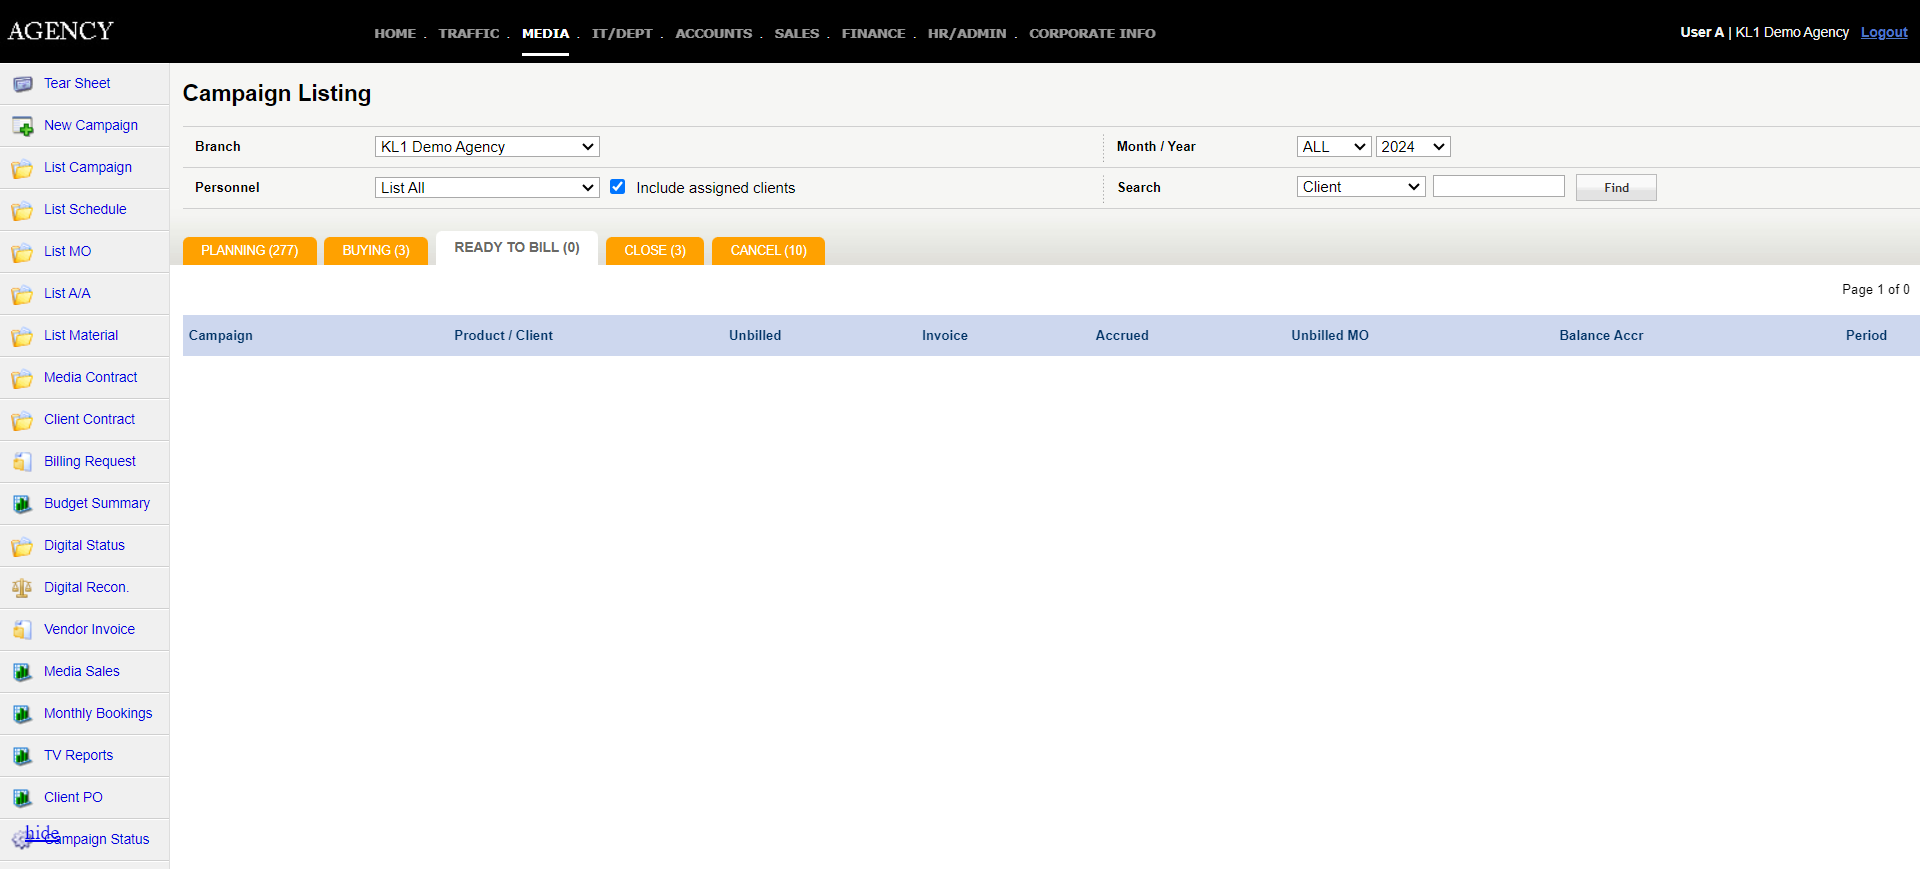 AGENCY
HOME . TRAFFIC . MEDIA . IT/DEPT . ACCOUNTS . SALES . FINANCE . HR/ADMIN . CORPORATE INFO
User A | KL1 Demo Agency Logout
Tear Sheet
New Campaign
List Campaign
List Schedule
List MO
List A/A
List Material
Media Contract
Client Contract
Billing Request
Budget Summary
Digital Status
Digital Recon.
Vendor Invoice
Media Sales
Monthly Bookings
TV Reports
Client PO
hide
Campaign Status
Campaign Listing
Branch KL1 Demo Agency Month / Year ALL 2024
Personnel List All Include assigned clients Search Client Find
PLANNING (277) BUYING (3) READY TO BILL (0) CLOSE (3) CANCEL (10)
Page 1 of 0
Campaign Product / Client Unbilled Invoice Accrued Unbilled MO Balance Accr Period